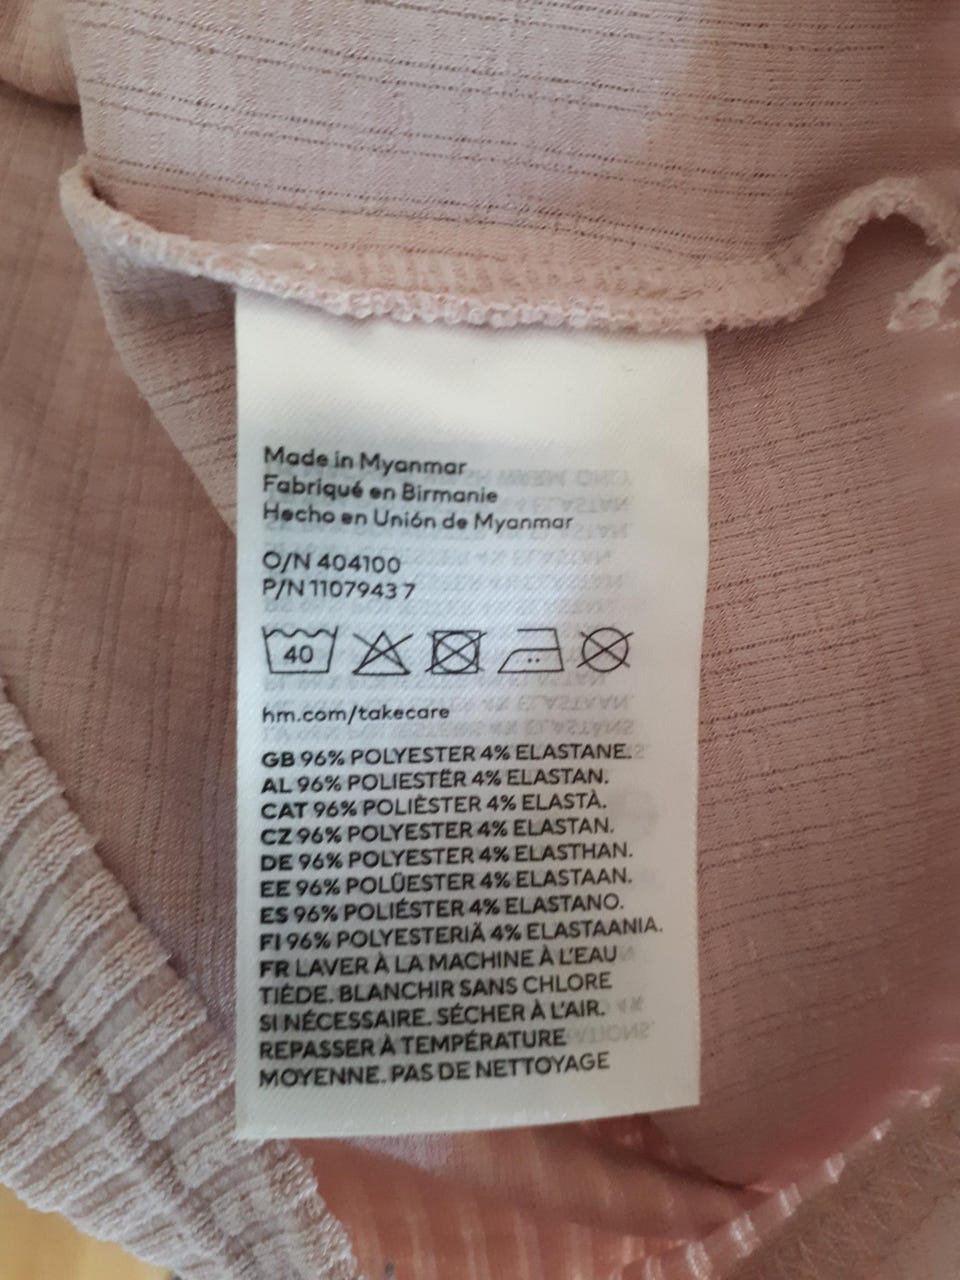 Made in Myanmar
Fabriqué en Birmanie
Hecho en Unión de Myanmar
O/N 404100
P/N 1107943 7
40
hm.com/takecare
GB 96% POLYESTER 4% ELASTANE.
AL 96% POLIESTËR 4% ELASTAN.
CAT 96% POLIÈSTER 4% ELASTÀ.
CZ 96% POLYESTER 4% ELASTAN.
DE 96% POLYESTER 4% ELASTHAN.
EE 96% POLÜESTER 4% ELASTAAN.
ES 96% POLIÉSTER 4% ELASTANO.
FI 96% POLYESTERIÄ 4% ELASTAANIA.
FR LAVER À LA MACHINE À L'EAU
TIÈDE. BLANCHIR SANS CHLORE
SI NÉCESSAIRE. SÉCHER À L'AIR.
REPASSER À TEMPÉRATURE
MOYENNE. PAS DE NETTOYAGE